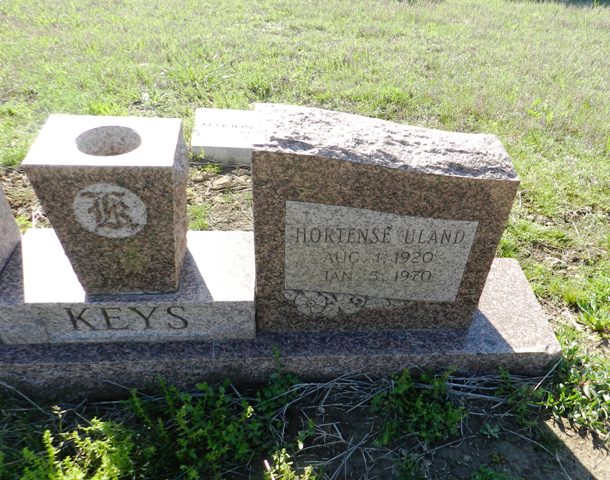 K
HORTENSE ULAND
AUG. 1, 1920
JAN. 5, 1970
KEYS